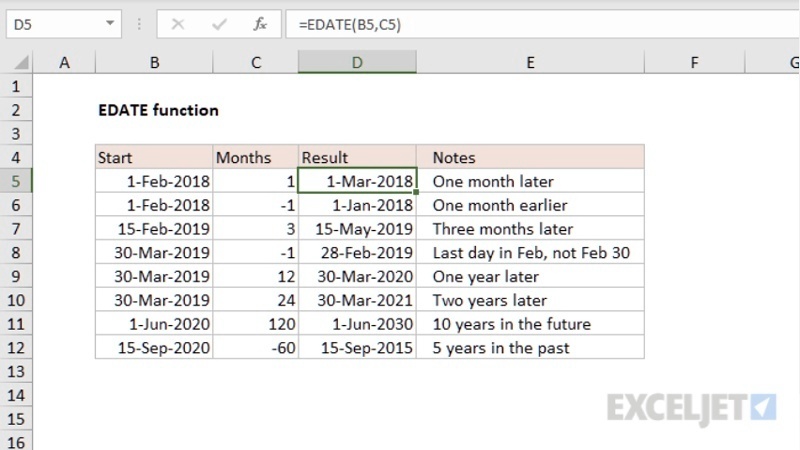 D5 fx =EDATE(B5,C5)
A B C D E F G
1
2 EDATE function
3
4 Start Months Result Notes
5 1-Feb-2018 1 1-Mar-2018 One month later
6 1-Feb-2018 -1 1-Jan-2018 One month earlier
7 15-Feb-2019 3 15-May-2019 Three months later
8 30-Mar-2019 -1 28-Feb-2019 Last day in Feb, not Feb 30
9 30-Mar-2019 12 30-Mar-2020 One year later
10 30-Mar-2019 24 30-Mar-2021 Two years later
11 1-Jun-2020 120 1-Jun-2030 10 years in the future
12 15-Sep-2020 -60 15-Sep-2015 5 years in the past
13
14
EXCELJET
15
16